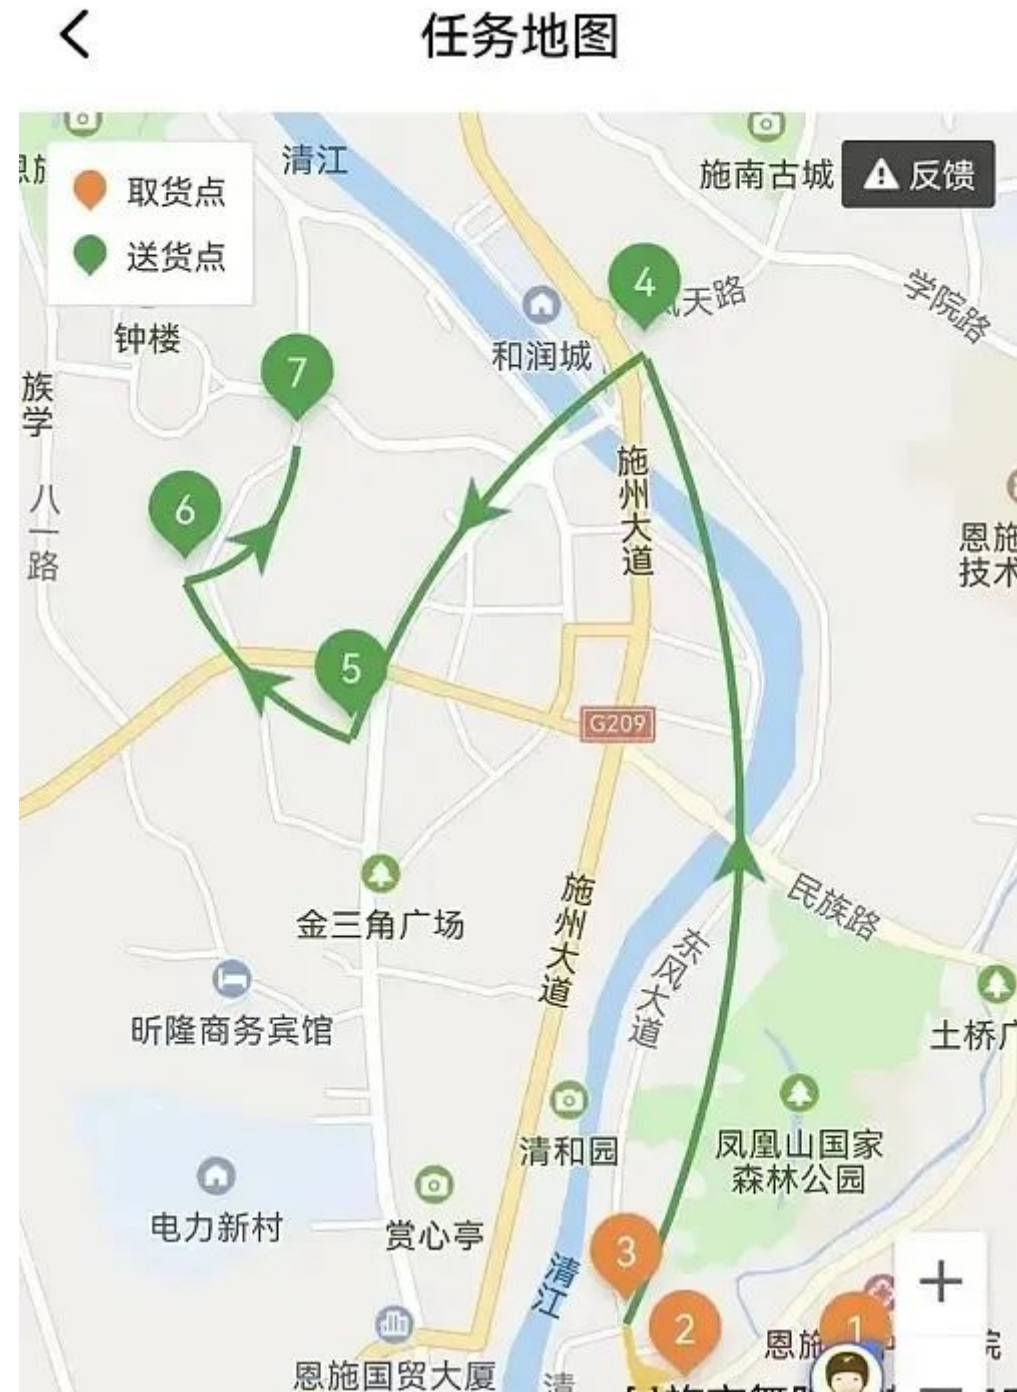 任务地图
清江
施南古城
反馈
取货点
送货点
4
学院路
钟楼
和润城
7
族学
施州大道
6
八一路
恩施
技术
5
G209
施州大道
民族路
金三角广场
东风大道
昕隆商务宾馆
土桥广
清和园
凤凰山国家
森林公园
电力新村
赏心亭
3
清江
2
1
恩施
院
恩施国贸大厦
清